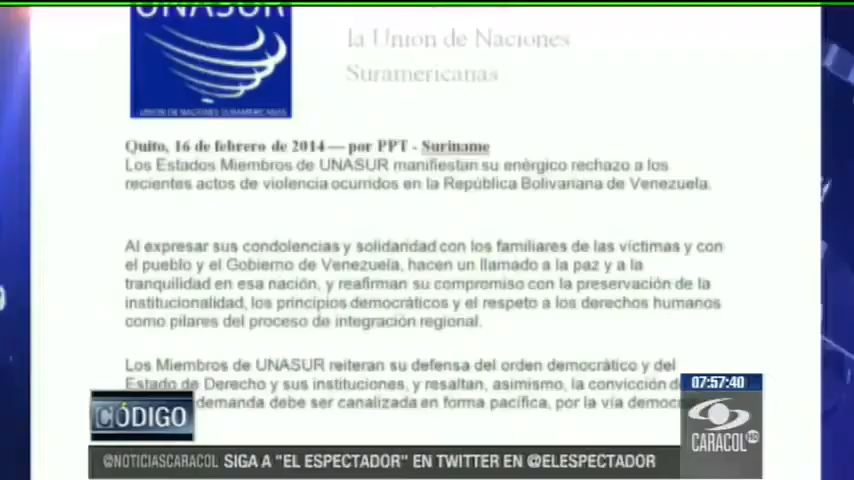 UNASUR
UNION DE NACIONES SURAMERICANAS
la Unión de Naciones
Suramericanas
Quito, 16 de febrero de 2014 — por PPT - Suriname
Los Estados Miembros de UNASUR manifiestan su enérgico rechazo a los
recientes actos de violencia ocurridos en la República Bolivariana de Venezuela.
Al expresar sus condolencias y solidaridad con los familiares de las víctimas y con
el pueblo y el Gobierno de Venezuela, hacen un llamado a la paz y a la
tranquilidad en esa nación, y reafirman su compromiso con la preservación de la
institucionalidad, los principios democráticos y el respeto a los derechos humanos
como pilares del proceso de integración regional.
Los Miembros de UNASUR reiteran su defensa del orden democrático y del
Estado de Derecho y sus instituciones, y resaltan, asimismo, la convicción
demanda debe ser canalizada en forma pacífica, por la vía
07:57:40
CÓDIGO
CARACOL HD
@NOTICIASCARACOL SIGA A "EL ESPECTADOR" EN TWITTER EN @ELESPECTADOR